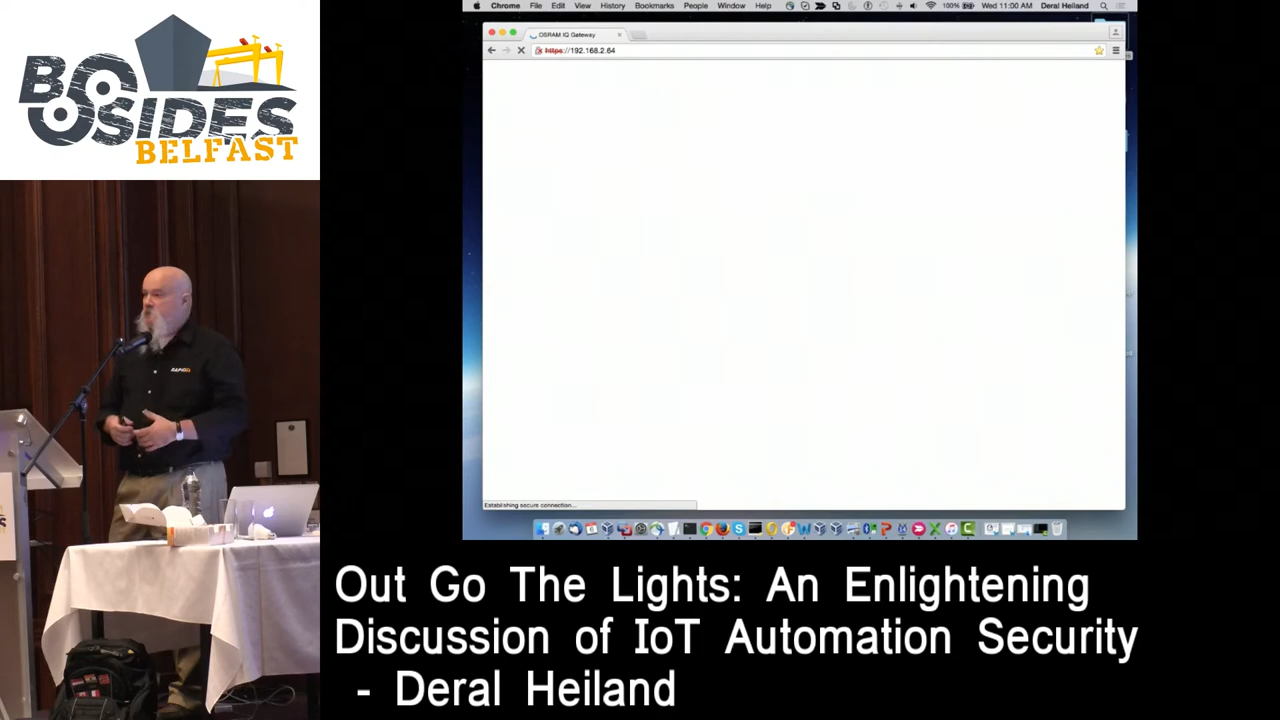 BSIDES
BELFAST
Chrome File Edit View History Bookmarks People Window Help 100% Wed 11:00 AM Deral Heiland
OSRAM IQ Gateway
https://192.168.2.64
Establishing secure connection...
RAPID7
Out Go The Lights: An Enlightening
Discussion of IoT Automation Security
- Deral Heiland